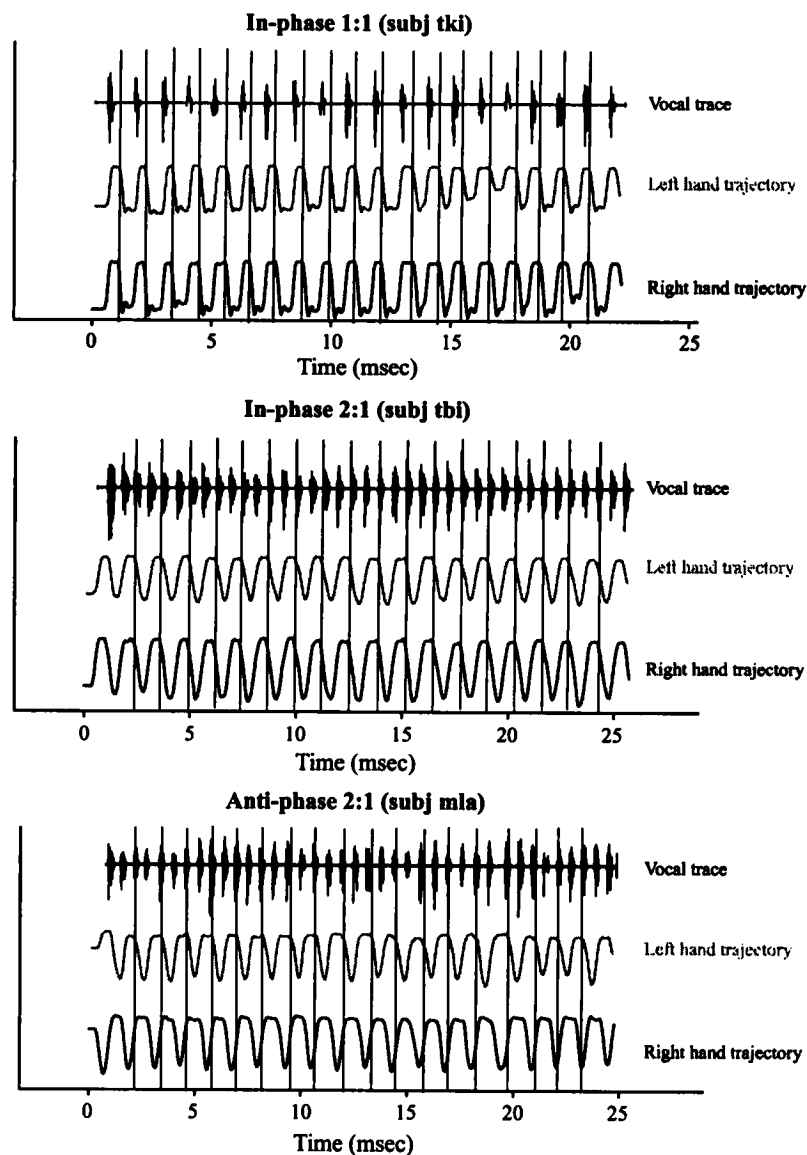 In-phase 1:1 (subj tki)
Vocal trace
Left hand trajectory
Right hand trajectory
0 5 10 15 20 25
Time (msec)
In-phase 2:1 (subj tbi)
Vocal trace
Left hand trajectory
Right hand trajectory
0 5 10 15 20 25
Time (msec)
Anti-phase 2:1 (subj mla)
Vocal trace
Left hand trajectory
Right hand trajectory
0 5 10 15 20 25
Time (msec)